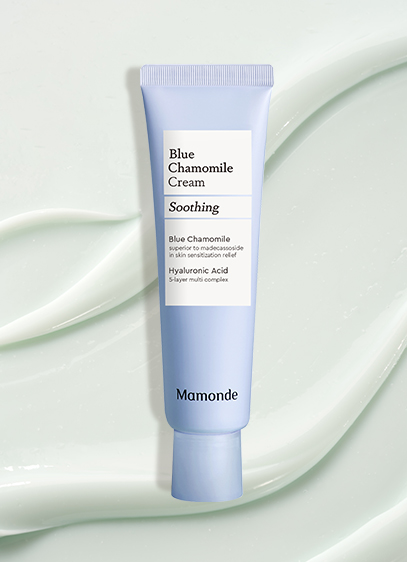 Blue
Chamomile
Cream
Soothing
Blue Chamomile
superior to madecassoside
in skin sensitization relief
Hyaluronic Acid
5-layer multi complex
Mamonde